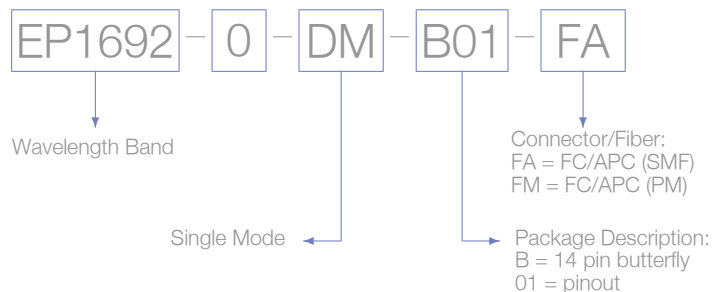 EP1692 - 0 - DM - B01 - FA
Wavelength Band
Connector/Fiber:
FA = FC/APC (SMF)
FM = FC/APC (PM)
Single Mode
Package Description:
B = 14 pin butterfly
01 = pinout